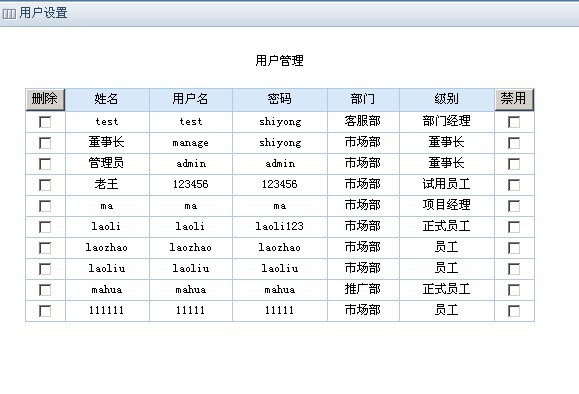 用户设置
用户管理
删除 姓名 用户名 密码 部门 级别 禁用
test test shiyong 客服部 部门经理
董事长 manage shiyong 市场部 董事长
管理员 admin admin 市场部 董事长
老王 123456 123456 市场部 试用员工
ma ma ma 市场部 项目经理
laoli laoli laoli123 市场部 正式员工
laozhao laozhao laozhao 市场部 员工
laoliu laoliu laoliu 市场部 员工
mahua mahua mahua 推广部 正式员工
111111 11111 11111 市场部 员工